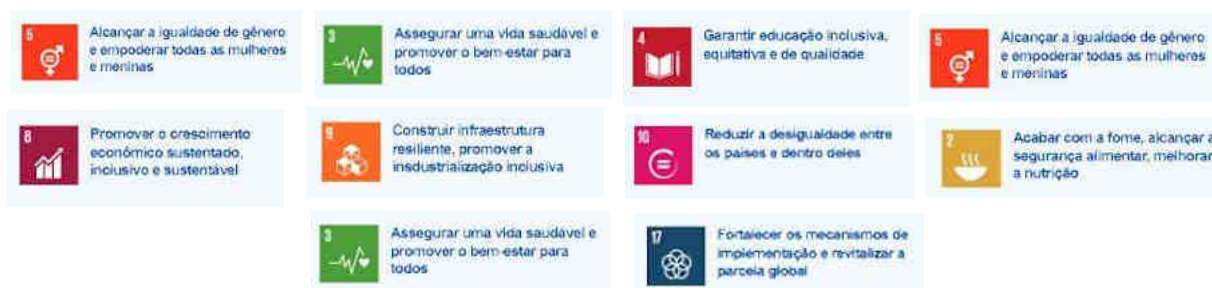 5
Alcançar a igualdade de gênero
e empoderar todas as mulheres
e meninas
3
Assegurar uma vida saudável e
promover o bem-estar para
todos
4
Garantir educação inclusiva,
equitativa e de qualidade
5
Alcançar a igualdade de gênero
e empoderar todas as mulheres
e meninas
8
Promover o crescimento
econômico sustentado,
inclusivo e sustentável
9
Construir infraestrutura
resiliente, promover a
insdustrialização inclusiva
10
Reduzir a desigualdade entre
os países e dentro deles
2
Acabar com a fome, alcançar a
segurança alimentar, melhorar
a nutrição
3
Assegurar uma vida saudável e
promover o bem-estar para
todos
17
Fortalecer os mecanismos de
implementação e revitalizar a
parceia global